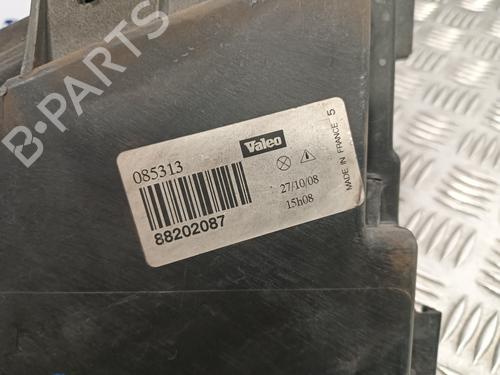 B-PARTS
085313
88202087
Valeo
27/10/08
15h08
MADE IN FRANCE 5